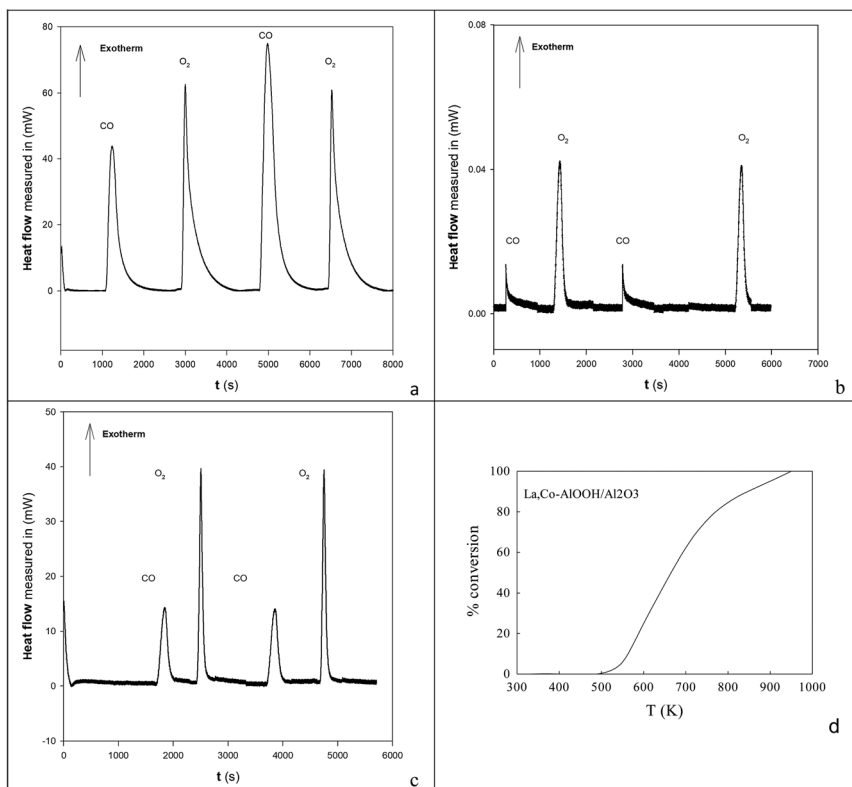 80
60
40
20
0
Heat flow measured in (mW)
Exotherm
CO
O2
CO
O2
0 1000 2000 3000 4000 5000 6000 7000 8000
t (s)
a
0.08
0.04
0.00
Heat flow measured in (mW)
Exotherm
CO
O2
CO
O2
0 1000 2000 3000 4000 5000 6000 7000
t (s)
b
50
40
30
20
10
0
-10
Heat flow measured in (mW)
Exotherm
O2
O2
CO
CO
0 1000 2000 3000 4000 5000 6000
t (s)
c
100
80
60
40
20
0
% conversion
La,Co-AlOOH/Al2O3
300 400 500 600 700 800 900 1000
T (K)
d